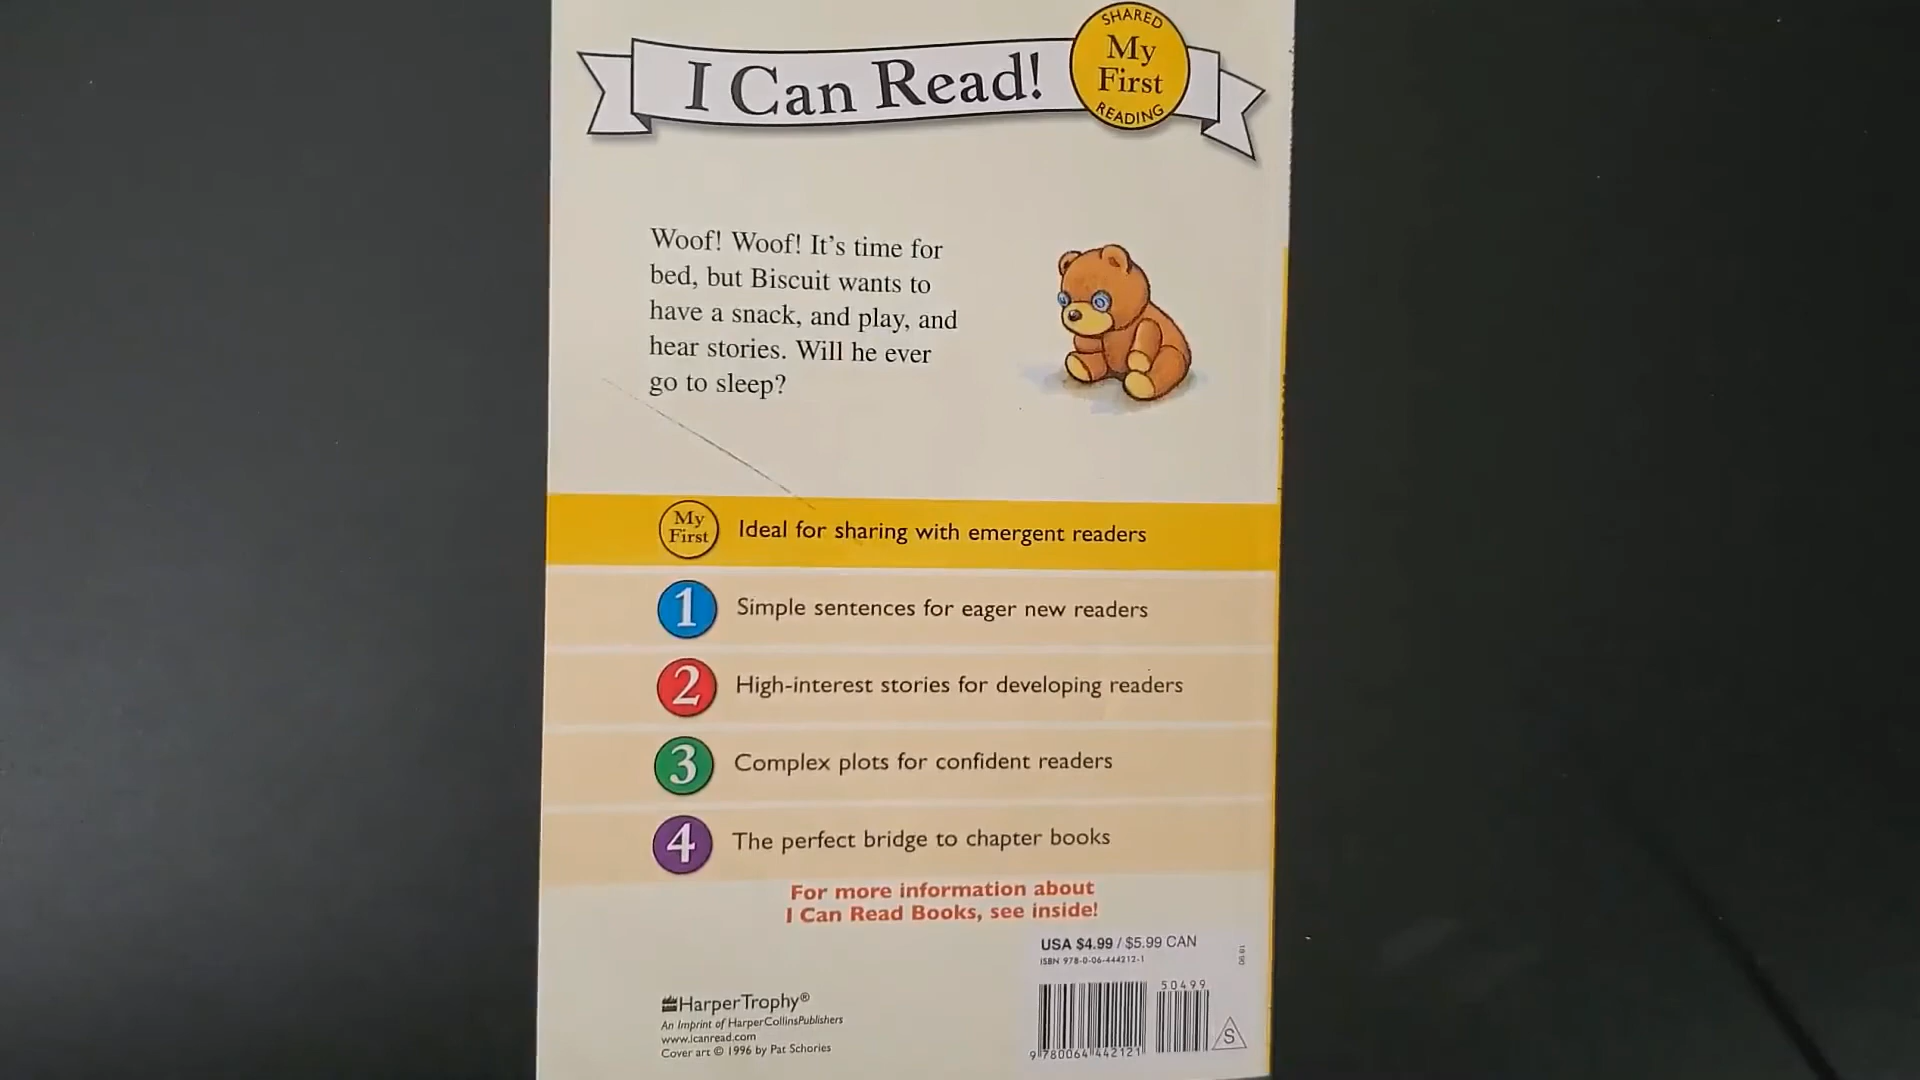 SHARED
My
First
READING
I Can Read!
Woof! Woof! It's time for
bed, but Biscuit wants to
have a snack, and play, and
hear stories. Will he ever
go to sleep?
My
First
Ideal for sharing with emergent readers
1 Simple sentences for eager new readers
2 High-interest stories for developing readers
3 Complex plots for confident readers
4 The perfect bridge to chapter books
For more information about
I Can Read Books, see inside!
USA $4.99 / $5.99 CAN
ISBN 978-0-06-444212-1
50499
9 780064 442121
S
HarperTrophy®
An Imprint of HarperCollinsPublishers
www.icanread.com
Cover art © 1996 by Pat Schories